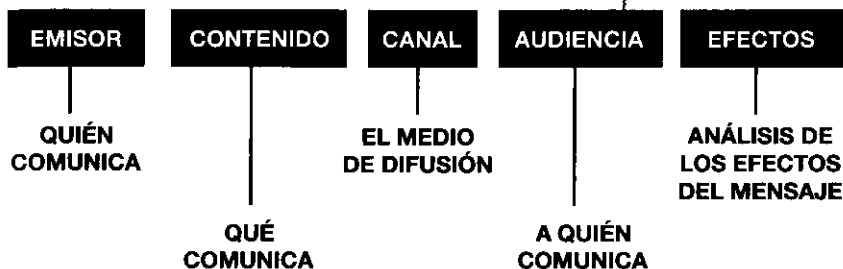 EMISOR
CONTENIDO
CANAL
AUDIENCIA
EFECTOS
QUIÉN
COMUNICA
QUÉ
COMUNICA
EL MEDIO
DE DIFUSIÓN
A QUIÉN
COMUNICA
ANÁLISIS DE
LOS EFECTOS
DEL MENSAJE